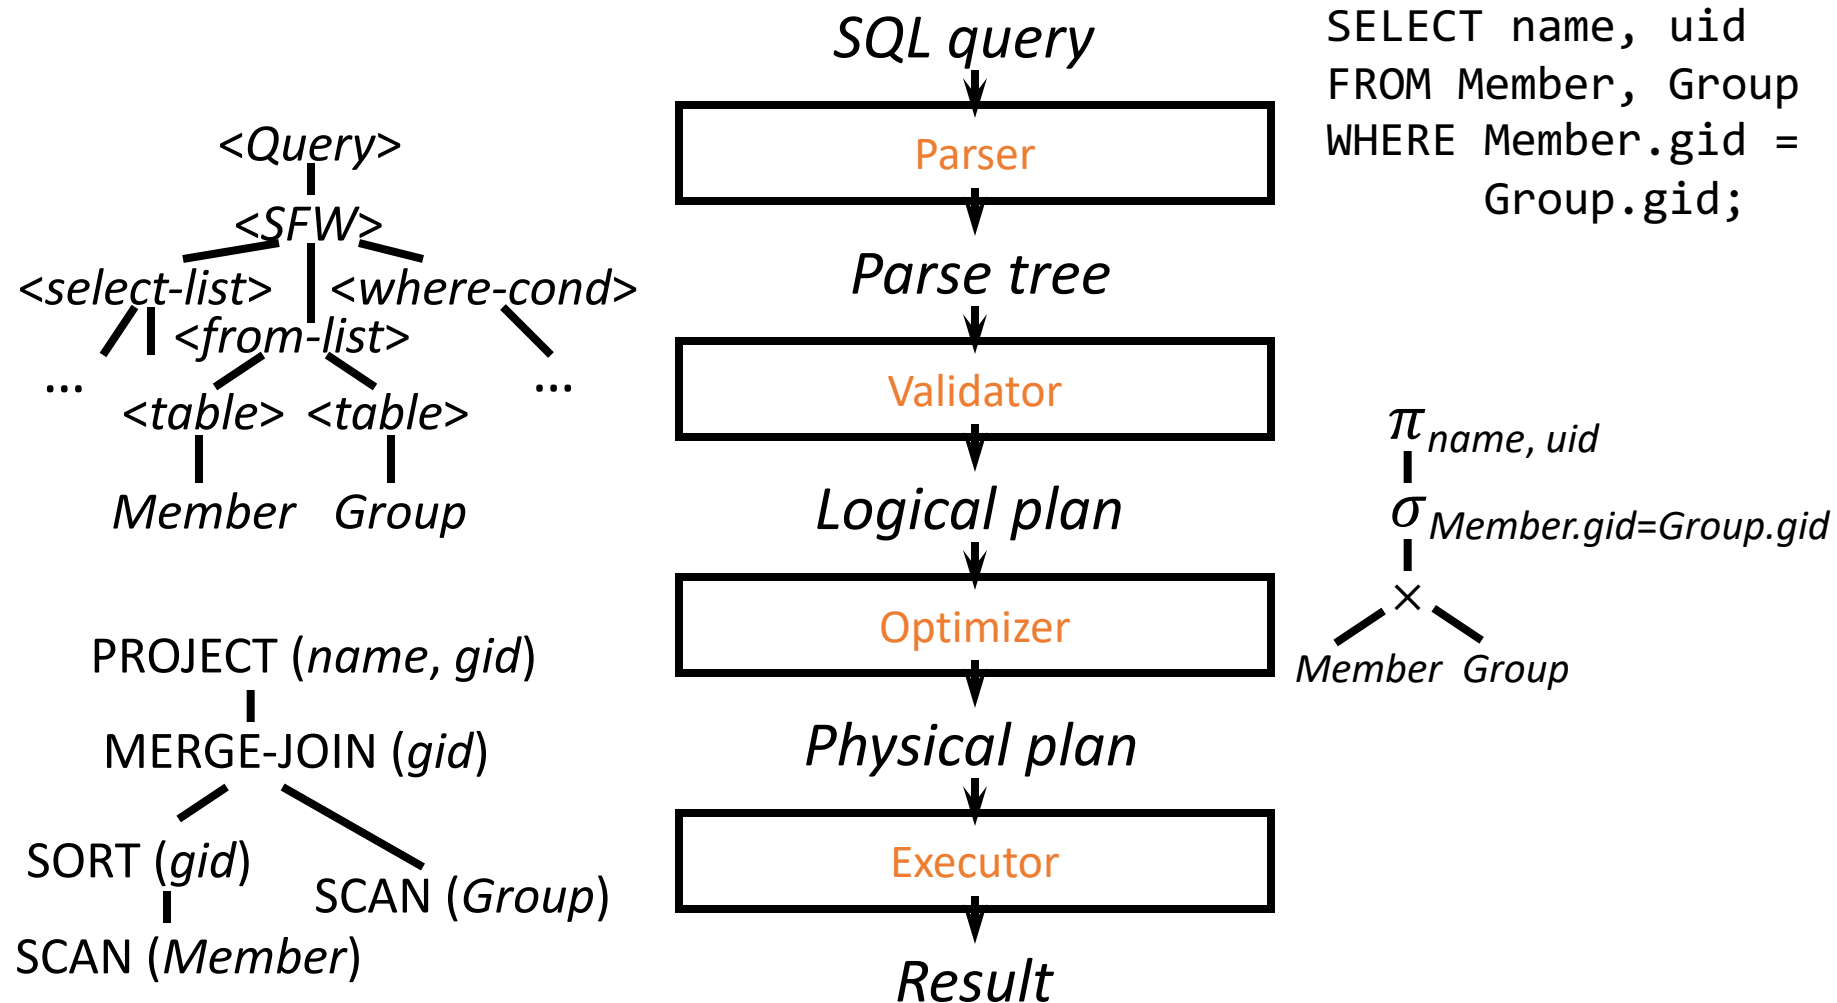 SQL query
Parser
Parse tree
Validator
Logical plan
Optimizer
Physical plan
Executor
Result
SELECT name, uid
FROM Member, Group
WHERE Member.gid =
Group.gid;
<Query>
<SFW>
<select-list> <where-cond>
<from-list>
... ...
<table> <table>
Member Group
π name, uid
σ Member.gid=Group.gid
×
Member Group
PROJECT (name, gid)
MERGE-JOIN (gid)
SORT (gid)
SCAN (Group)
SCAN (Member)